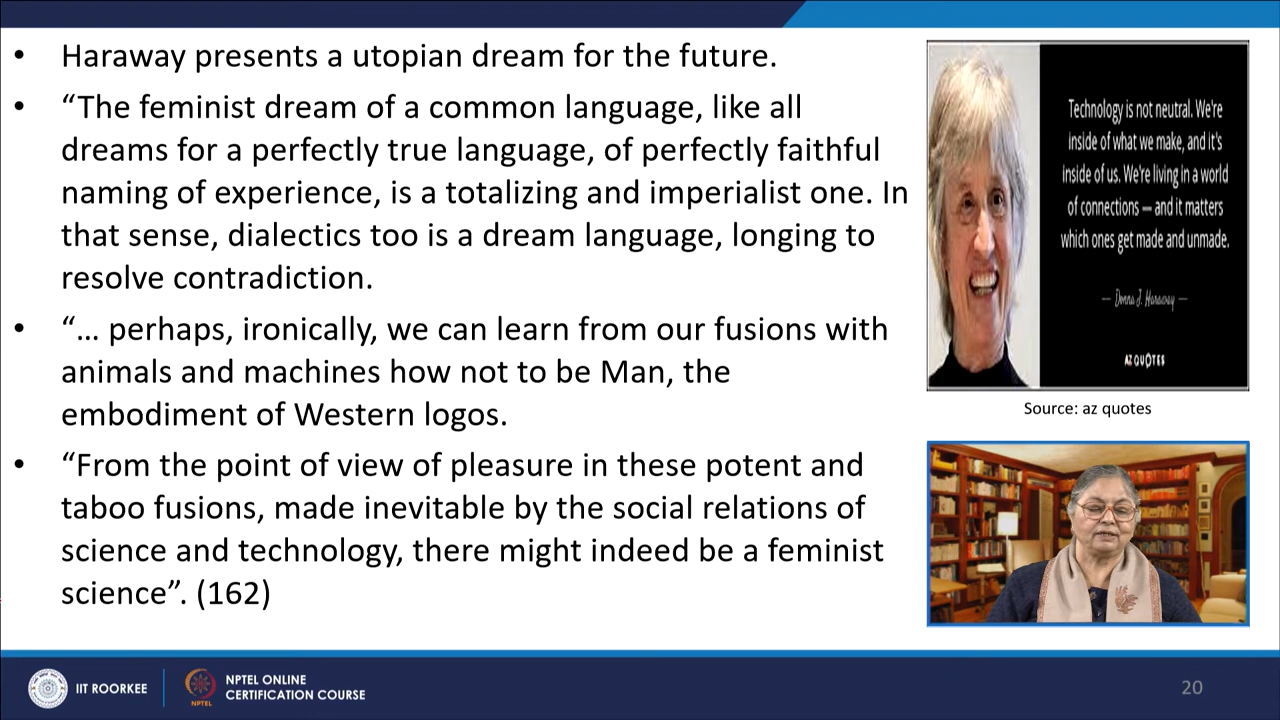 • Haraway presents a utopian dream for the future.
• “The feminist dream of a common language, like all
dreams for a perfectly true language, of perfectly faithful
naming of experience, is a totalizing and imperialist one. In
that sense, dialectics too is a dream language, longing to
resolve contradiction.
• “… perhaps, ironically, we can learn from our fusions with
animals and machines how not to be Man, the
embodiment of Western logos.
• “From the point of view of pleasure in these potent and
taboo fusions, made inevitable by the social relations of
science and technology, there might indeed be a feminist
science”. (162)
Technology is not neutral. We're
inside of what we make, and it's
inside of us. We're living in a world
of connections — and it matters
which ones get made and unmade.
— Donna J. Haraway —
AZ QUOTES
Source: az quotes
IIT ROORKEE
NPTEL
NPTEL ONLINE
CERTIFICATION COURSE
20